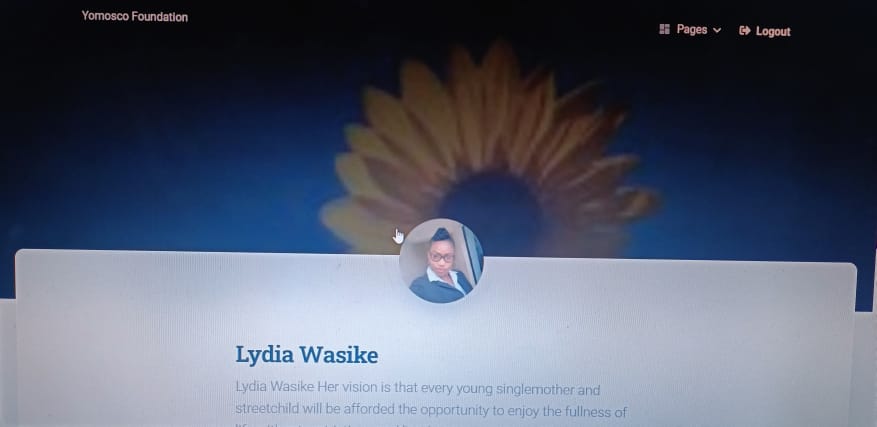 Yomosco Foundation
Pages
Logout
Lydia Wasike
Lydia Wasike Her vision is that every young singlemother and
streetchild will be afforded the opportunity to enjoy the fullness of